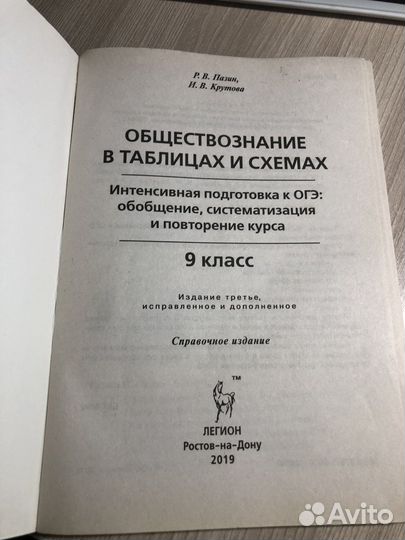 Р. В. Пазин,
И. В. Крутова
ОБЩЕСТВОЗНАНИЕ
В ТАБЛИЦАХ И СХЕМАХ
Интенсивная подготовка к ОГЭ:
обобщение, систематизация
и повторение курса
9 класс
Издание третье,
исправленное и дополненное
Справочное издание
™
ЛЕГИОН
Ростов-на-Дону
2019
Avito